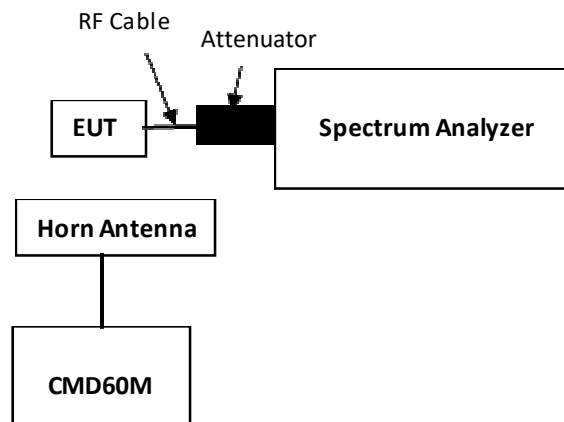 RF Cable
Attenuator
EUT
Spectrum Analyzer
Horn Antenna
CMD60M